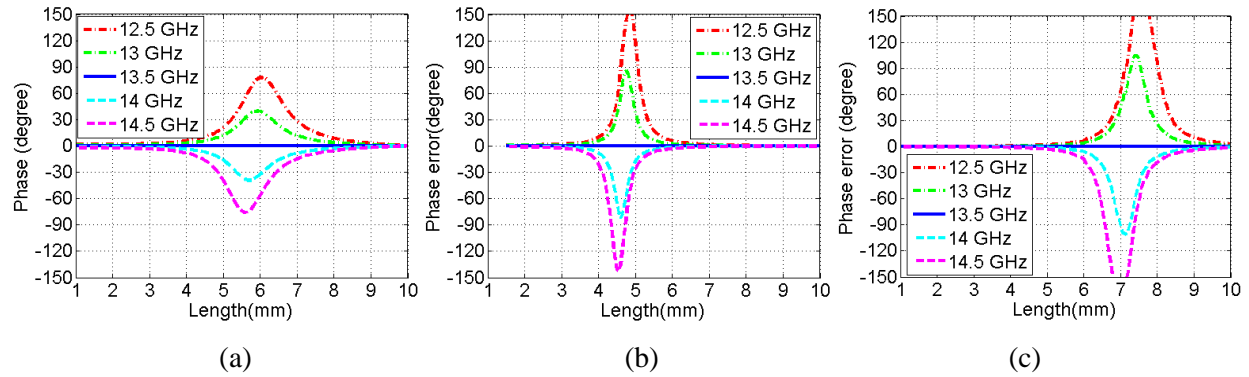 Phase (degree)
150
120
90
60
30
0
-30
-60
-90
-120
-150
12.5 GHz
13 GHz
13.5 GHz
14 GHz
14.5 GHz
1 2 3 4 5 6 7 8 9 10
Length(mm)
(a)
Phase error(degree)
150
120
90
60
30
0
-30
-60
-90
-120
-150
12.5 GHz
13 GHz
13.5 GHz
14 GHz
14.5 GHz
1 2 3 4 5 6 7 8 9 10
Length(mm)
(b)
Phase error (degree)
150
120
90
60
30
0
-30
-60
-90
-120
-150
12.5 GHz
13 GHz
13.5 GHz
14 GHz
14.5 GHz
1 2 3 4 5 6 7 8 9 10
Length(mm)
(c)